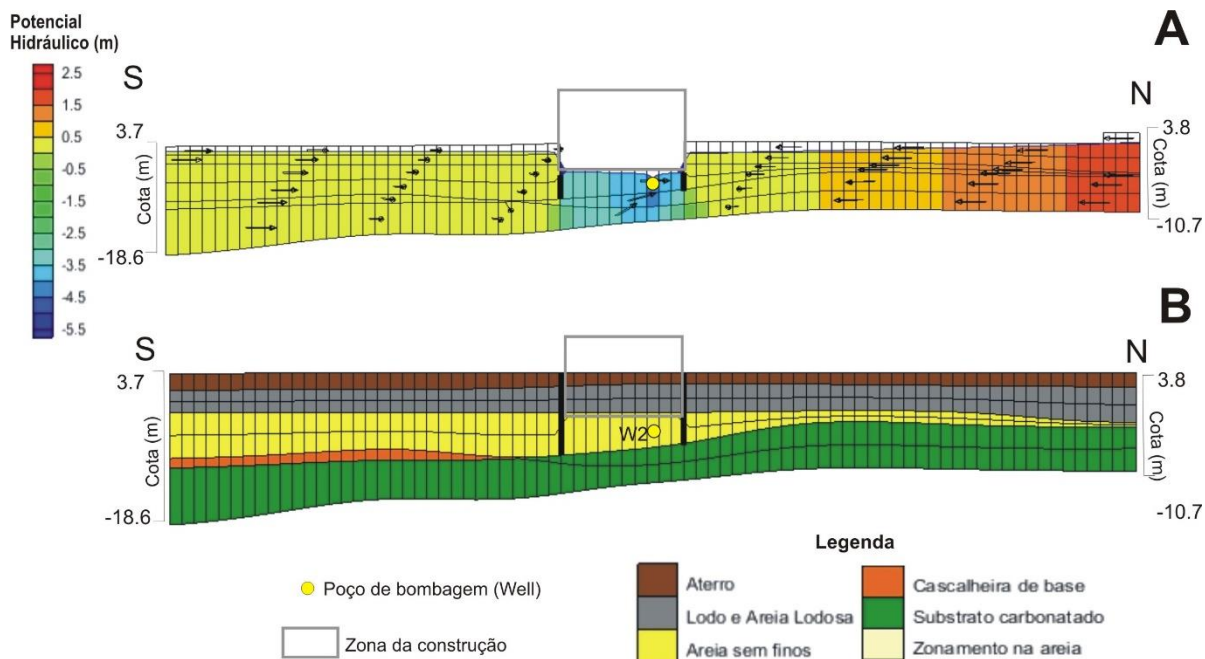 Potencial
Hidráulico (m)
2.5
1.5
0.5
-0.5
-1.5
-2.5
-3.5
-4.5
-5.5
A
S
N
3.7
3.8
Cota (m)
Cota (m)
-18.6
-10.7
B
S
N
3.7
3.8
W2
Cota (m)
Cota (m)
-18.6
-10.7
Legenda
Poço de bombagem (Well)
Zona da construção
Aterro
Lodo e Areia Lodosa
Areia sem finos
Cascalheira de base
Substrato carbonatado
Zonamento na areia